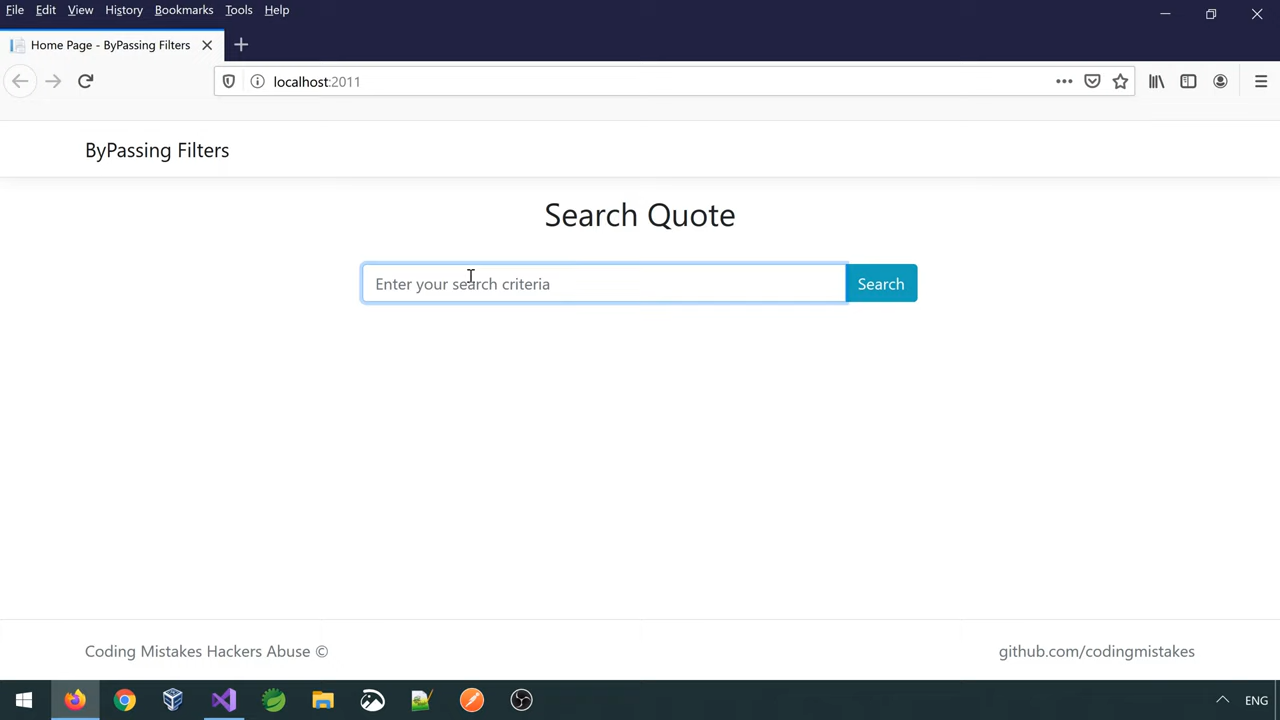 File Edit View History Bookmarks Tools Help
Home Page - ByPassing Filters
localhost:2011
ByPassing Filters
Search Quote
Enter your search criteria
Search
Coding Mistakes Hackers Abuse ©
github.com/codingmistakes
ENG